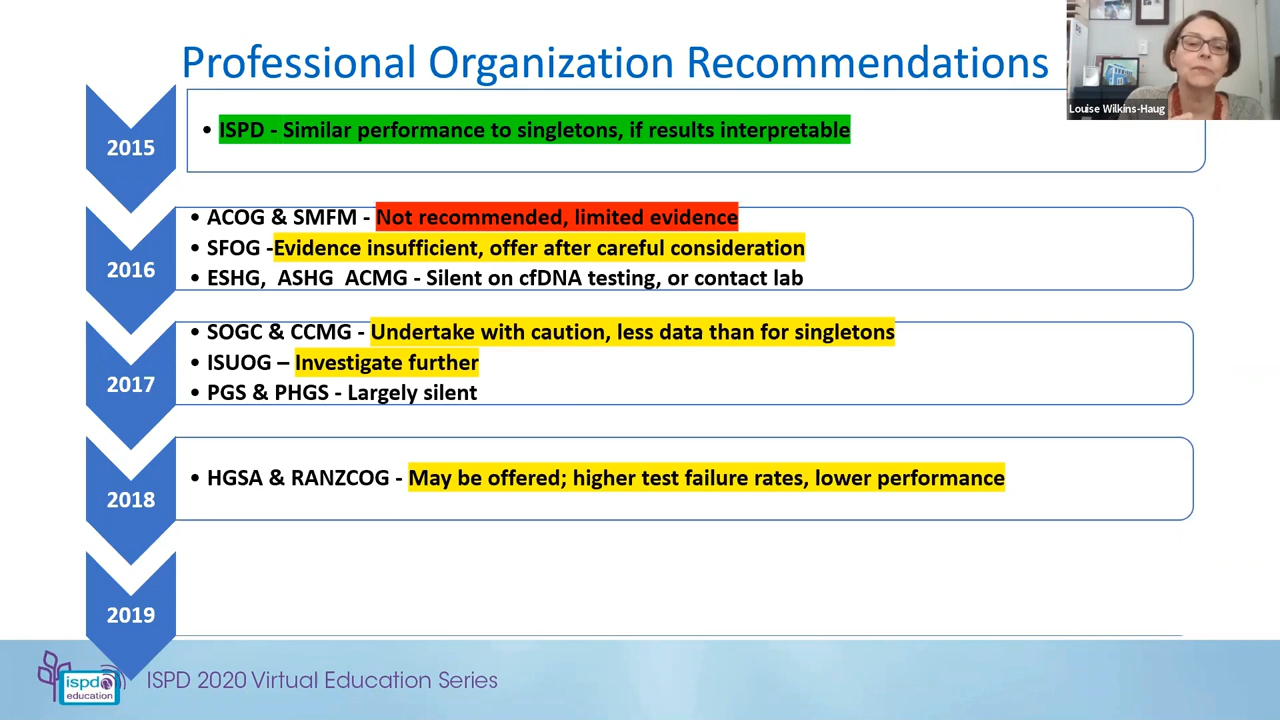 Professional Organization Recommendations
Louise Wilkins-Haug
2015
• ISPD - Similar performance to singletons, if results interpretable
2016
• ACOG & SMFM - Not recommended, limited evidence
• SFOG -Evidence insufficient, offer after careful consideration
• ESHG, ASHG ACMG - Silent on cfDNA testing, or contact lab
2017
• SOGC & CCMG - Undertake with caution, less data than for singletons
• ISUOG – Investigate further
• PGS & PHGS - Largely silent
2018
• HGSA & RANZCOG - May be offered; higher test failure rates, lower performance
2019
ispd
education
ISPD 2020 Virtual Education Series